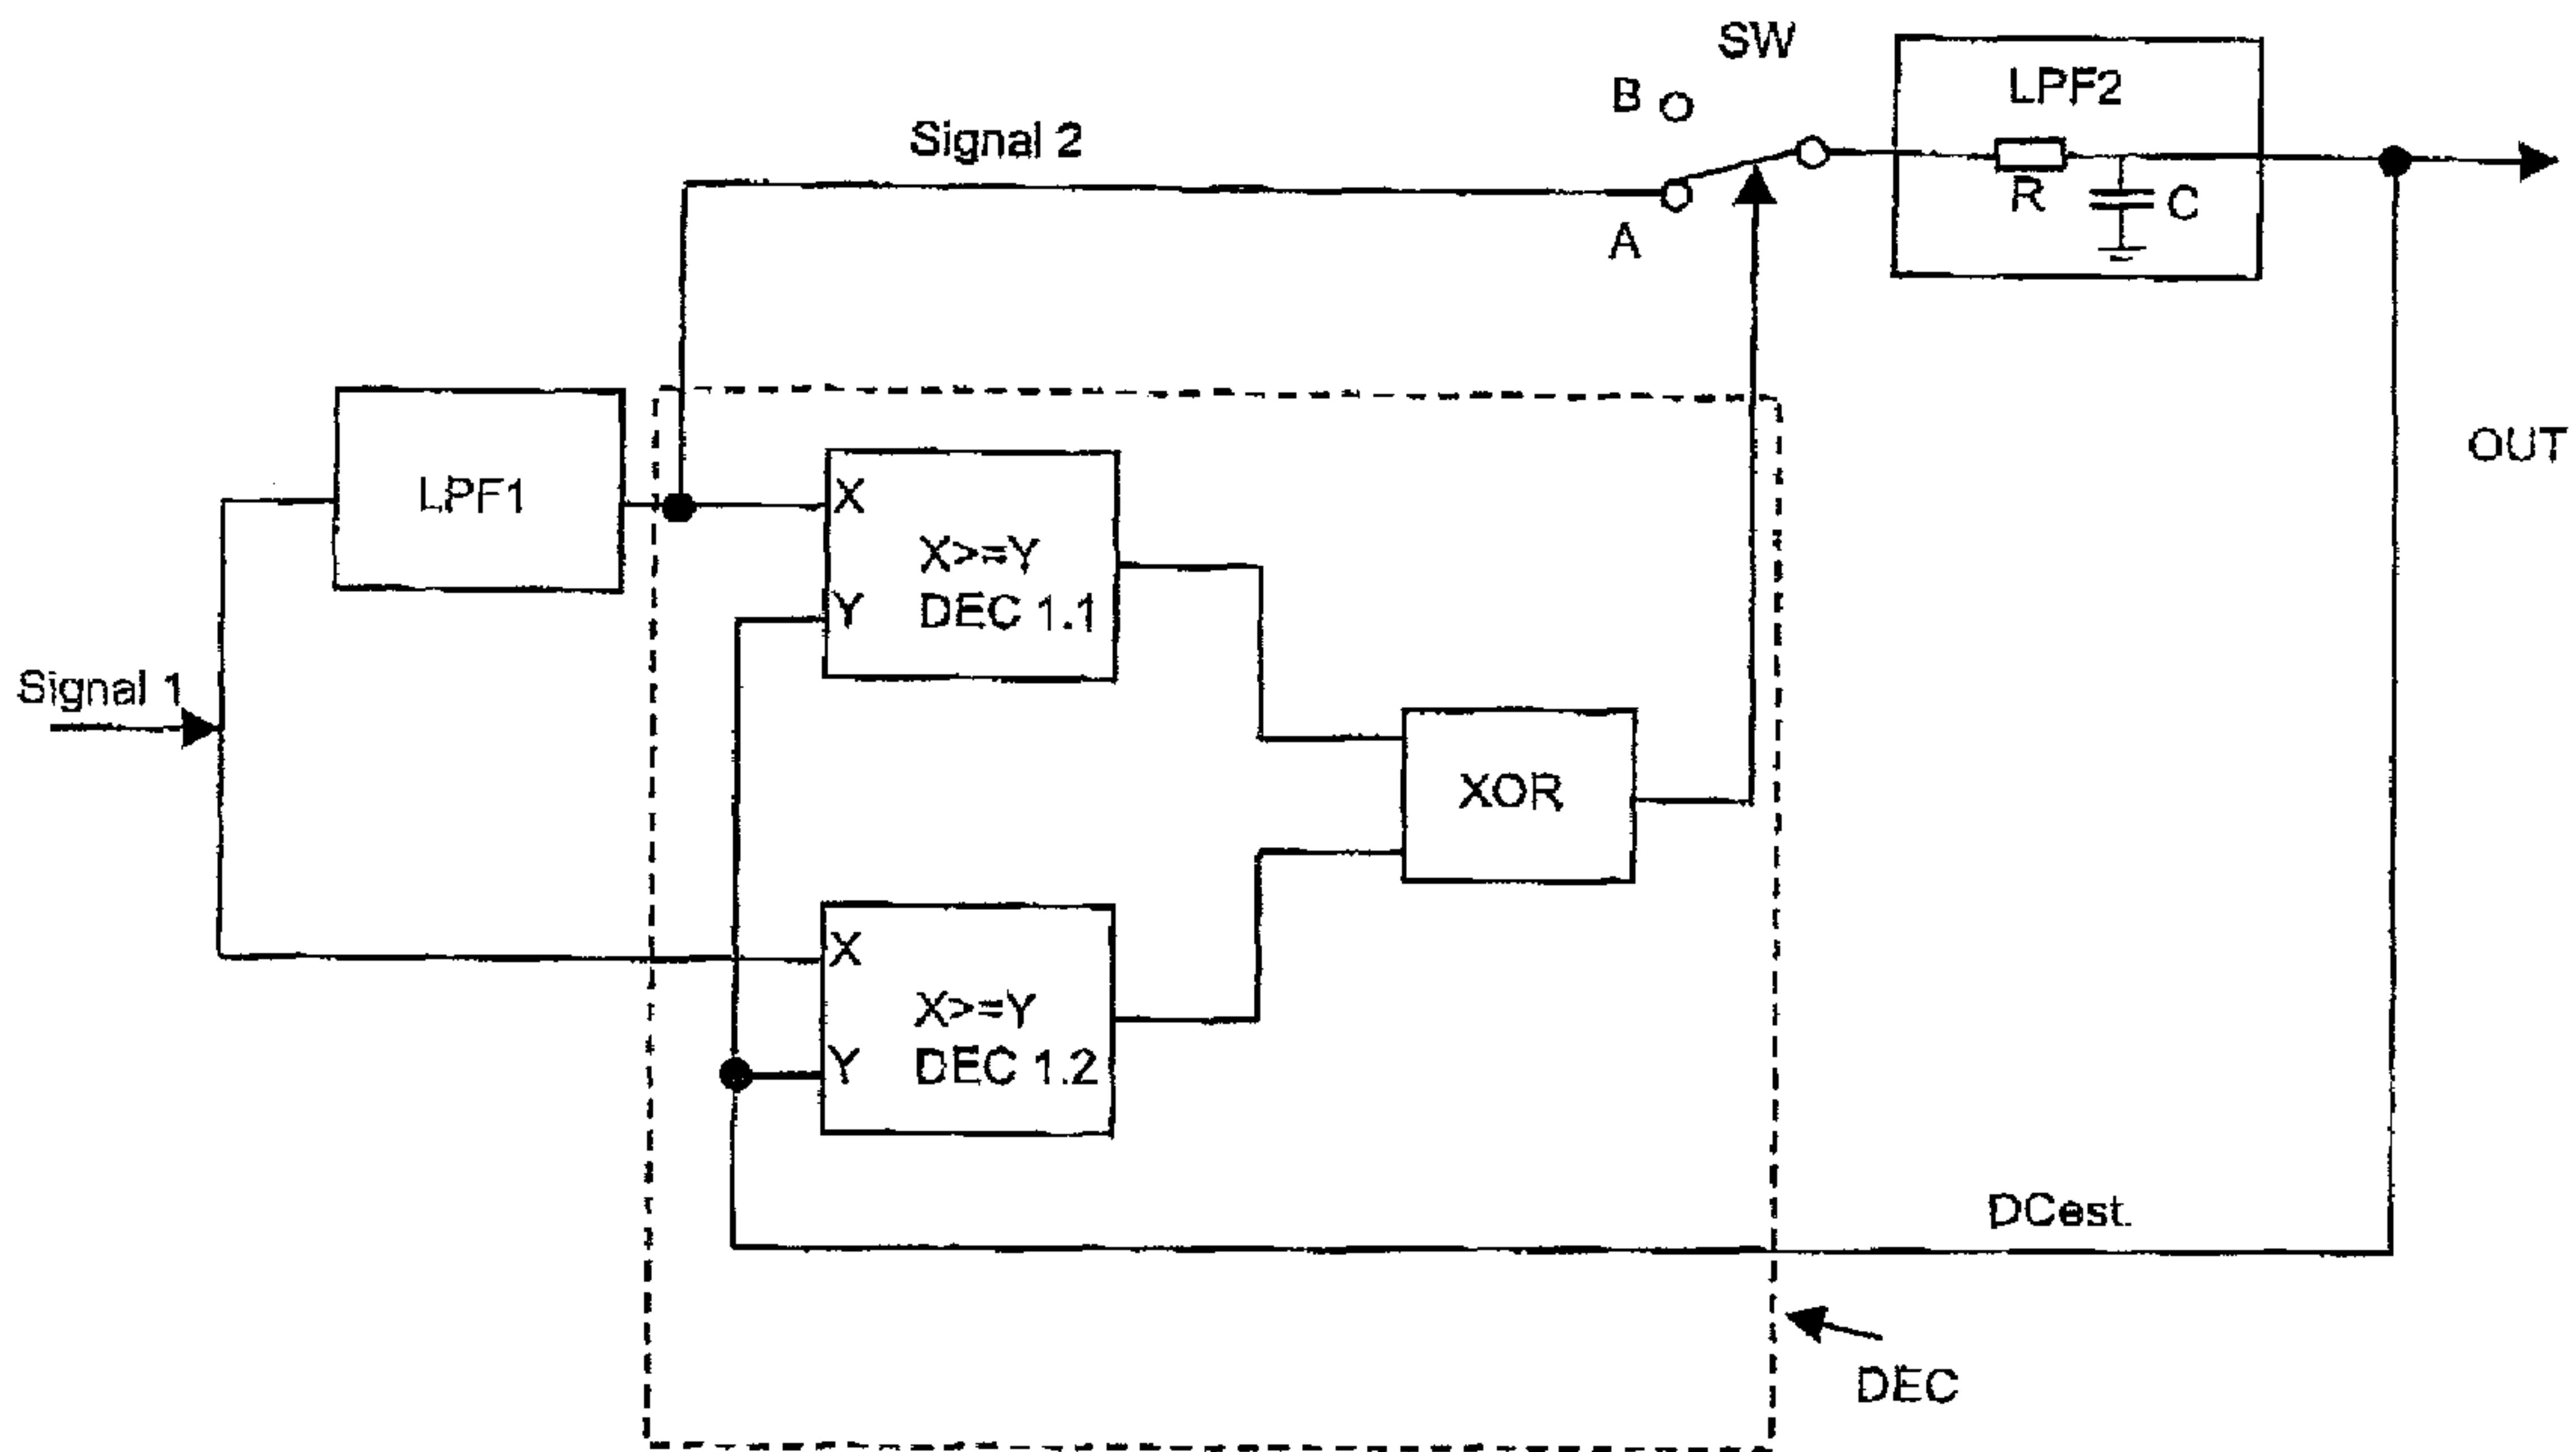 SW
B
LPF2
Signal 2
R
C
A
OUT
LPF1
X
X>=Y
Y
DEC 1.1
Signal 1
XOR
X
X>=Y
Y
DEC 1.2
DCest.
DEC